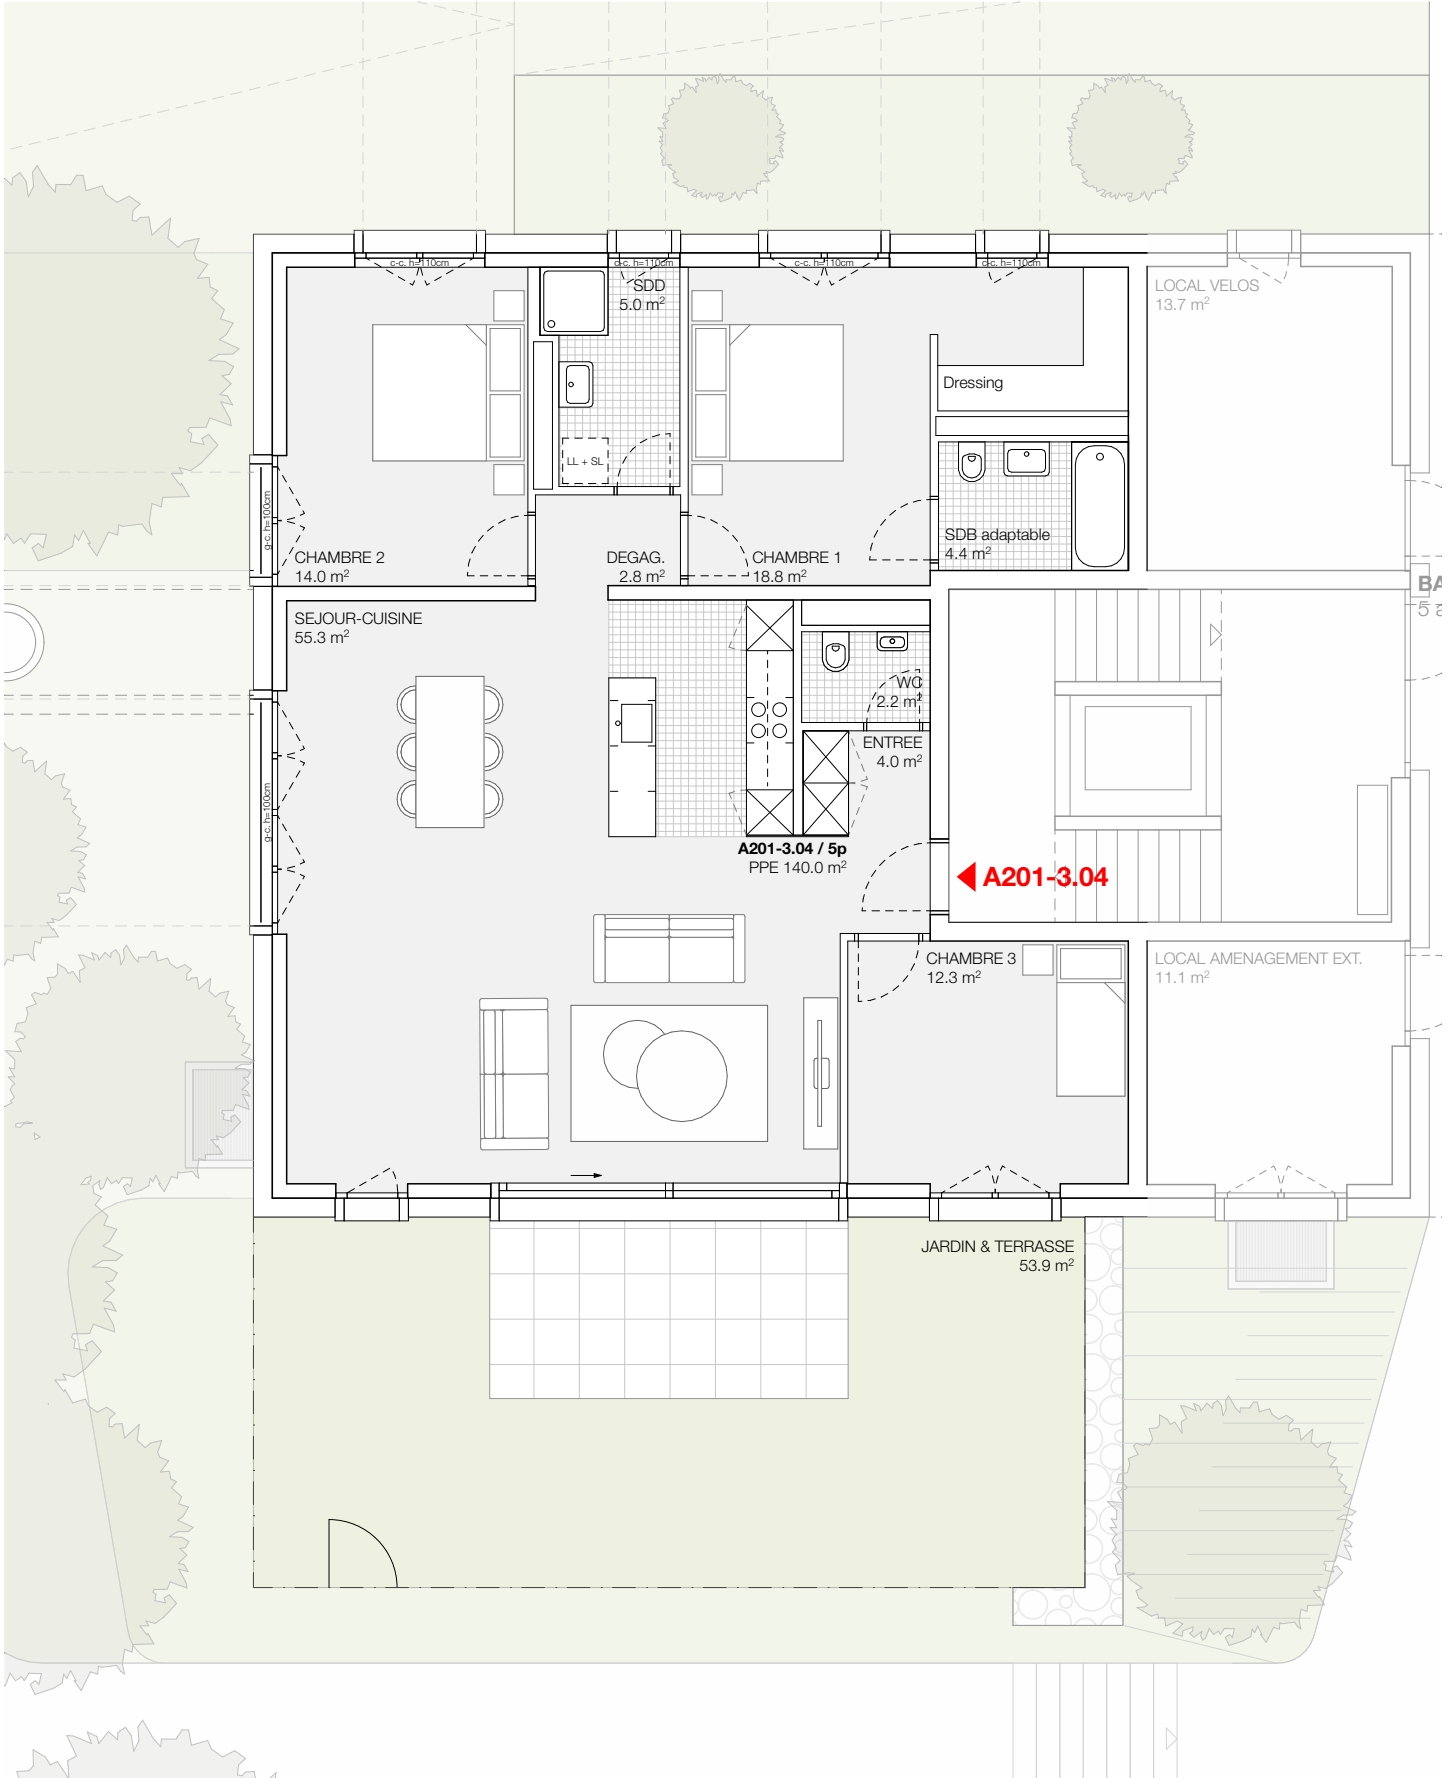 c-c. h=110cm
c-c. h=110cm
c-c. h=110cm
c-c. h=110cm
SDD
5.0 m²
LOCAL VELOS
13.7 m²
Dressing
LL + SL
g-c. h=100cm
CHAMBRE 2
14.0 m²
DEGAG.
2.8 m²
CHAMBRE 1
18.8 m²
SDB adaptable
4.4 m²
BA
SEJOUR-CUISINE
55.3 m²
WC
2.2 m²
ENTREE
4.0 m²
g-c. h=100cm
A201-3.04 / 5p
PPE 140.0 m²
A201-3.04
CHAMBRE 3
12.3 m²
LOCAL AMENAGEMENT EXT.
11.1 m²
JARDIN & TERRASSE
53.9 m²